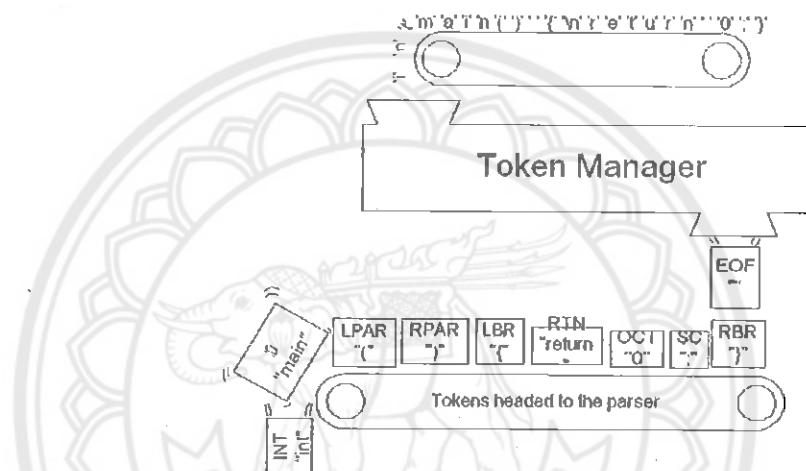 'm' 'a' 'i' 'n' '(' ')' ' ' '{' '\n' 'r' 'e' 't' 'u' 'r' 'n' ' ' '0' ';' '}'
Token Manager
EOF
""
LPAR
"("
RPAR
")"
LBR
"{"
RTN
"return
"
OCT
"0"
SC
";"
RBR
"}"
"main"
Tokens headed to the parser
INT
"int"